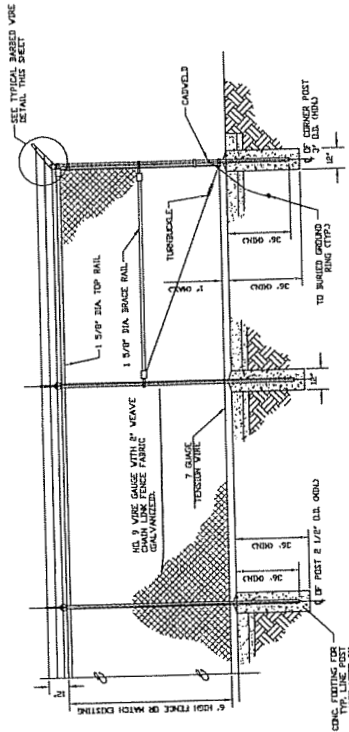 SEE TYPICAL BARBED WIRE
DETAIL THIS SHEET
1 5/8" DIA. TOP RAIL
1 5/8" DIA. BRACE RAIL
CADWELD
TURNBUCKLE
NO. 9 WIRE GAUGE WITH 2" WEAVE
CHAIN LINK FENCE FABRIC
(GALVANIZED).
7 GUAGE
TENSION WIRE
12"
6' HIGH FENCE OR MATCH EXISTING
1" (MAX.)
36" (MIN.)
36" (MIN.)
36" (MIN.)
36" (MIN.)
12"
12"
OF CORNER POST
3" O.D. (MIN.)
TO BURIED GROUND
RING (TYP.)
OF POST 2 1/2" O.D. (MIN.)
CONC. FOOTING FOR
TYP. LINE POST